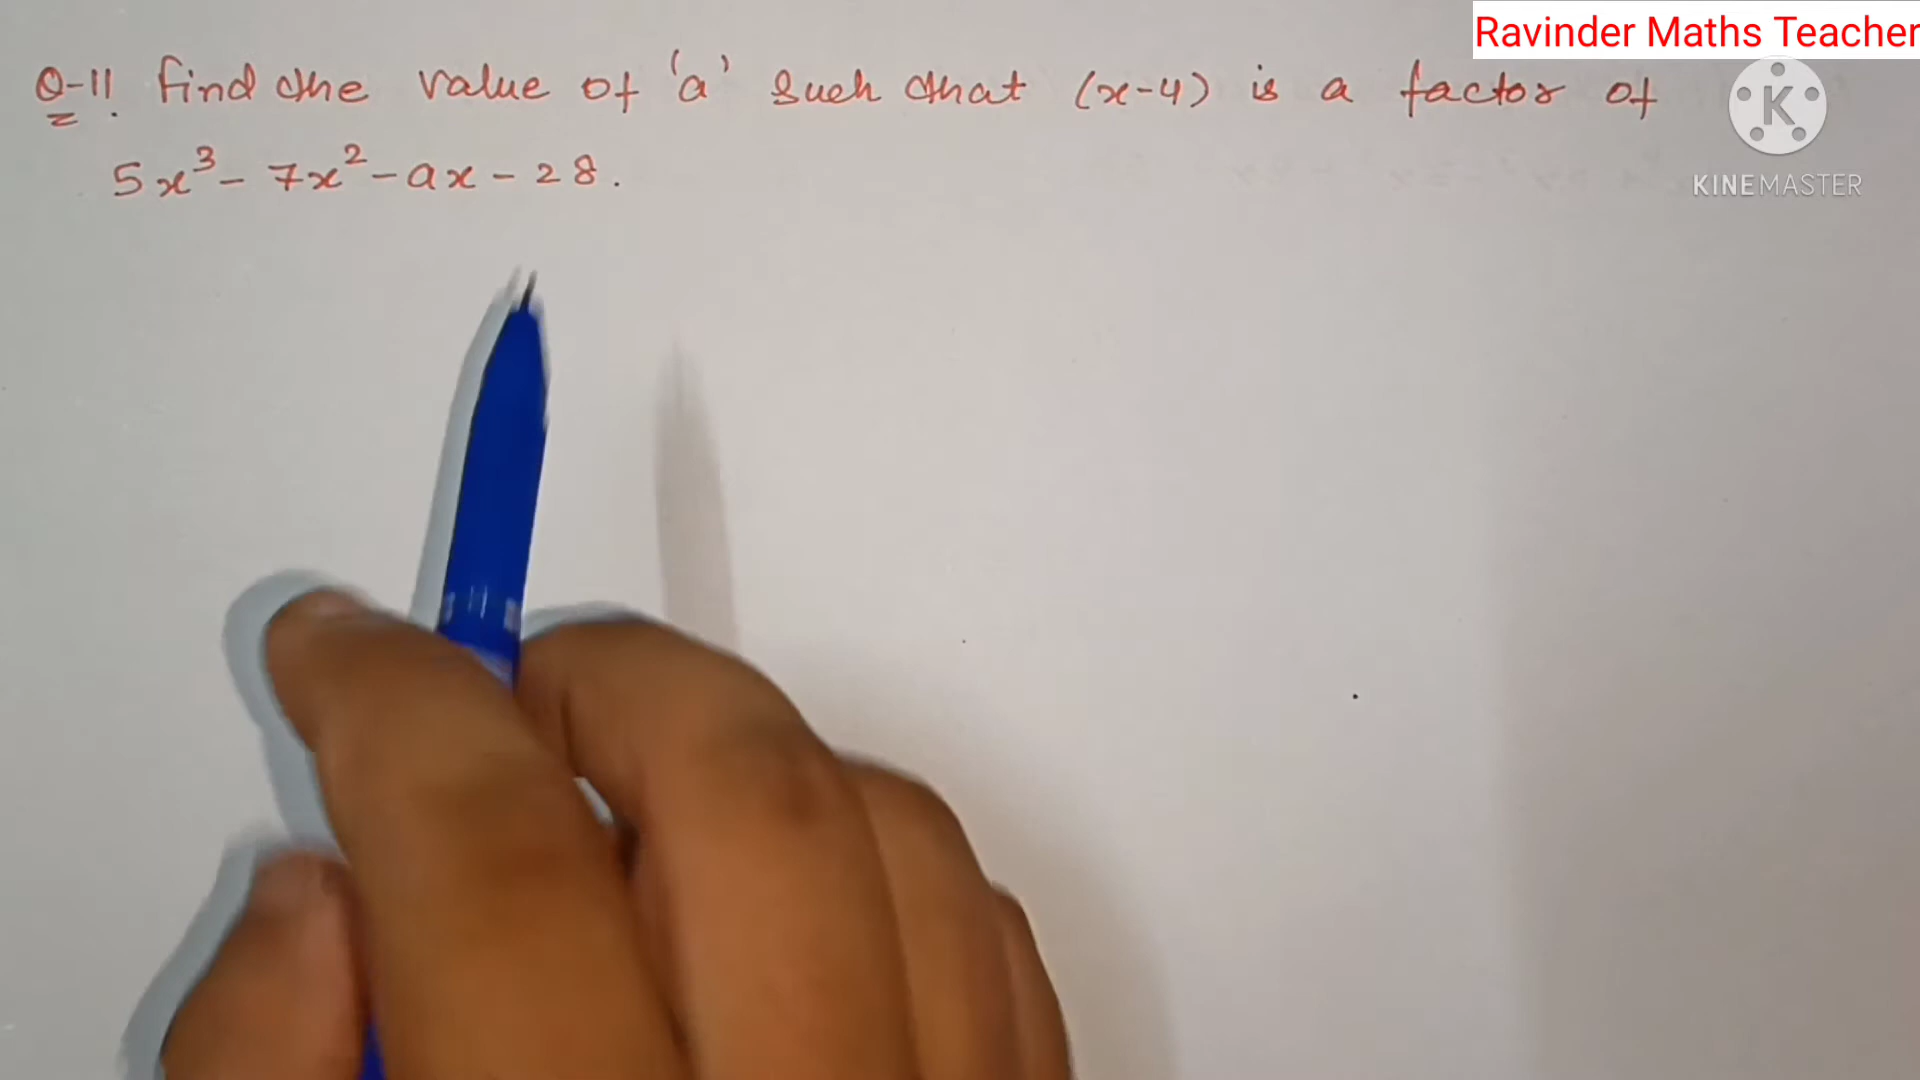 Ravinder Maths Teacher
Q-11. find the value of 'a' such that (x-4) is a factor of
5x³ - 7x² - ax - 28.
KINEMASTER